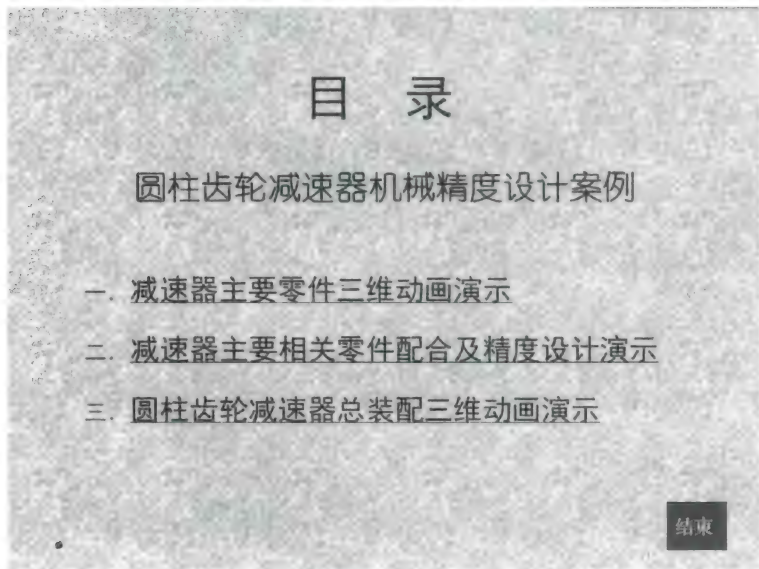 目 录
圆柱齿轮减速器机械精度设计案例
一. 减速器主要零件三维动画演示
二. 减速器主要相关零件配合及精度设计演示
三. 圆柱齿轮减速器总装配三维动画演示
结束